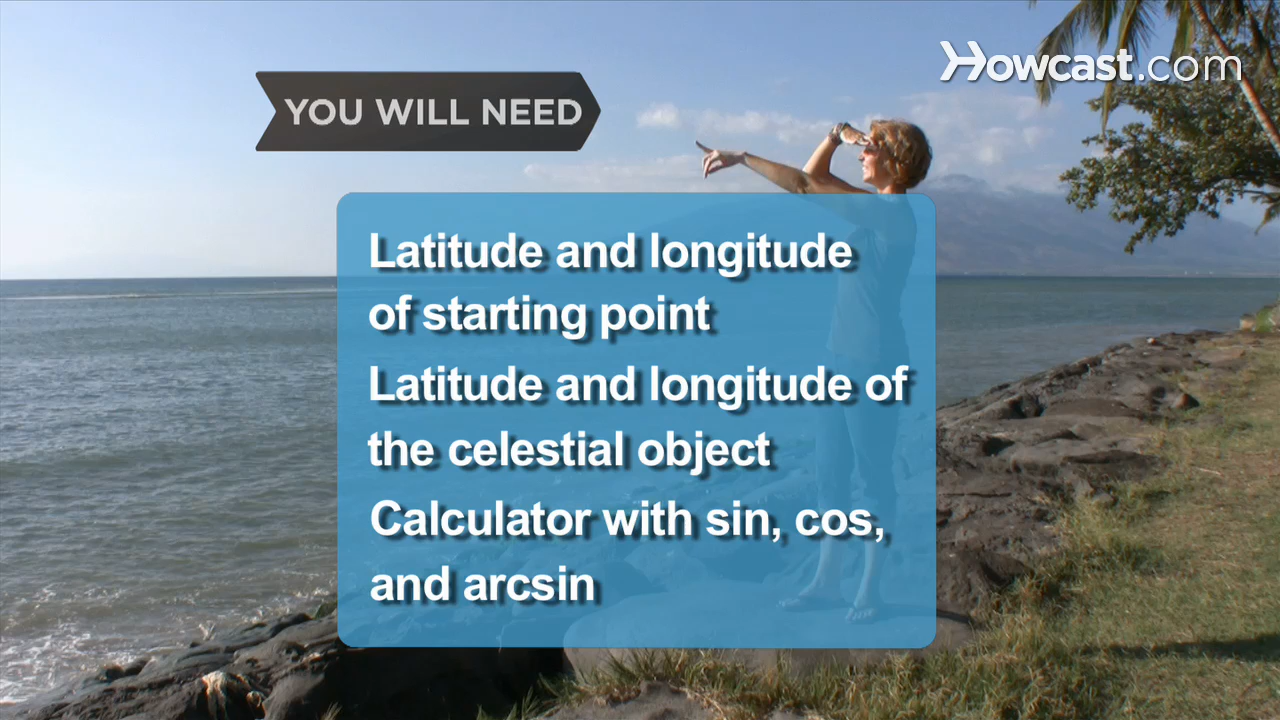 Howcast.com
YOU WILL NEED
Latitude and longitude
of starting point
Latitude and longitude of
the celestial object
Calculator with sin, cos,
and arcsin